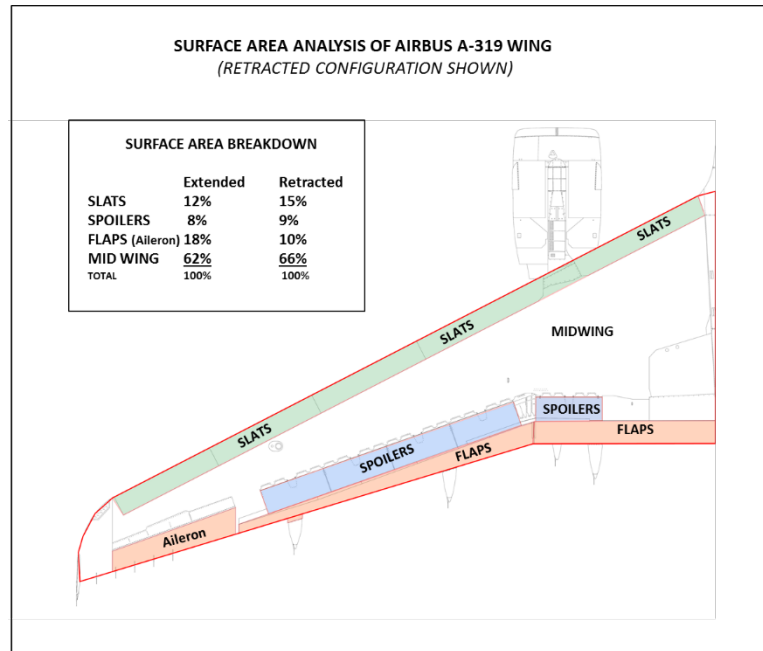 SURFACE AREA ANALYSIS OF AIRBUS A-319 WING
(RETRACTED CONFIGURATION SHOWN)
SURFACE AREA BREAKDOWN
Extended Retracted
SLATS 12% 15%
SPOILERS 8% 9%
FLAPS (Aileron) 18% 10%
MID WING 62% 66%
TOTAL 100% 100%
SLATS
SLATS
MIDWING
SLATS
SPOILERS
FLAPS
SPOILERS
FLAPS
Aileron